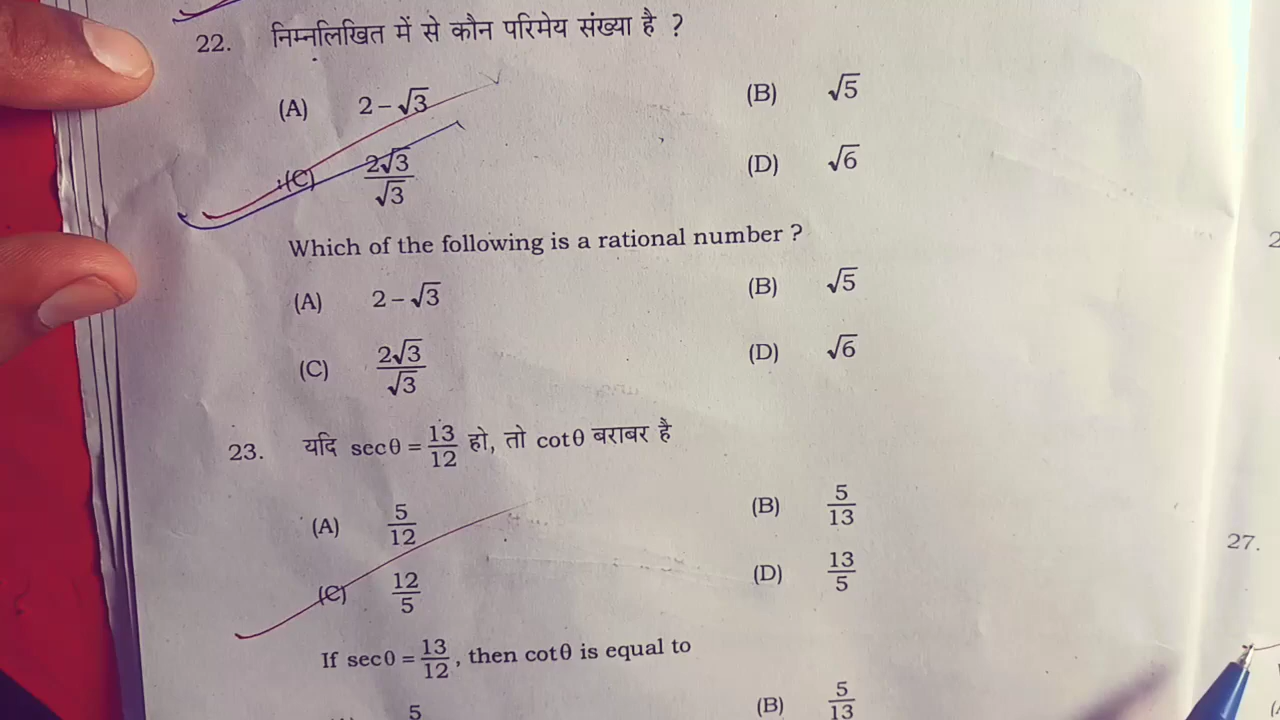 22. निम्नलिखित में से कौन परिमेय संख्या है ?
(A) 2 − √3 (B) √5
(C) 2√3/√3 (D) √6
Which of the following is a rational number ?
(A) 2 − √3 (B) √5
(C) 2√3/√3 (D) √6
23. यदि secθ = 13/12 हो, तो cotθ बराबर है
(A) 5/12 (B) 5/13
(C) 12/5 (D) 13/5
If secθ = 13/12, then cotθ is equal to
5 (B) 5/13
27.